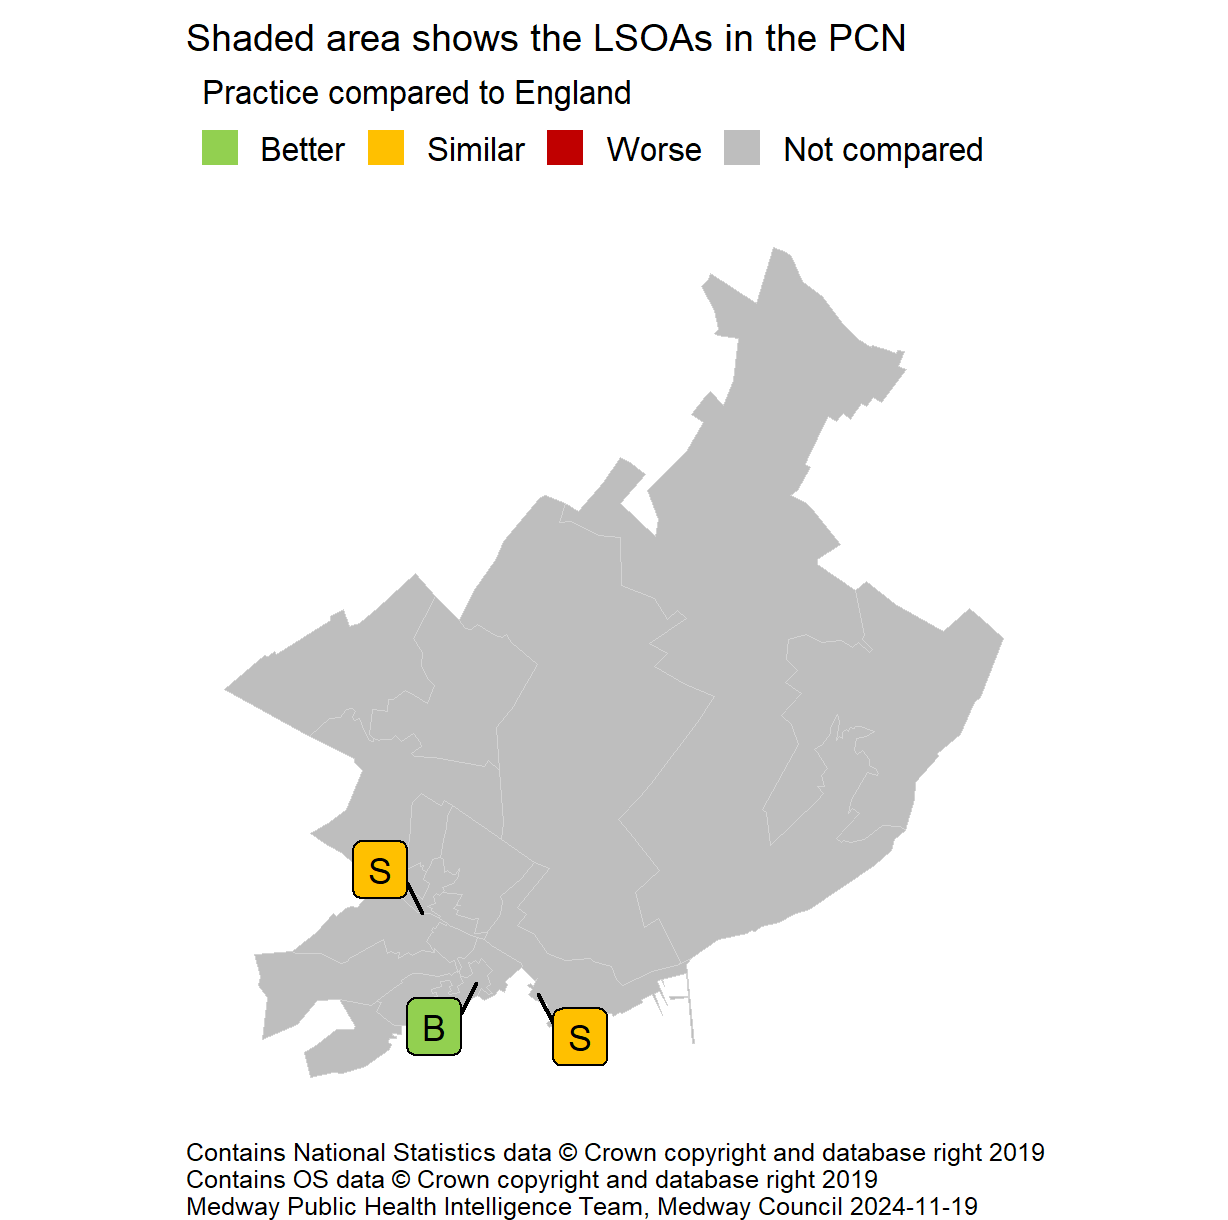 Shaded area shows the LSOAs in the PCN
Practice compared to England
Better Similar Worse Not compared
S
B
S
Contains National Statistics data © Crown copyright and database right 2019
Contains OS data © Crown copyright and database right 2019
Medway Public Health Intelligence Team, Medway Council 2024-11-19